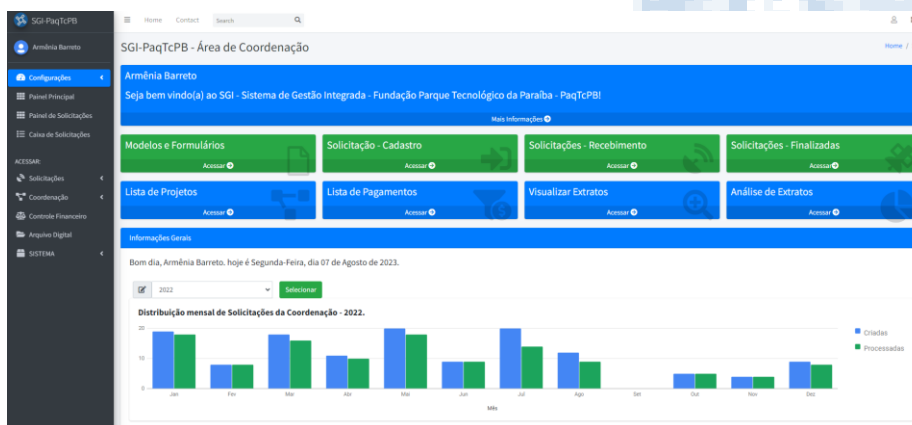 SGI-PaqTcPB
Home Contact Search
Armênia Barreto
SGI-PaqTcPB - Área de Coordenação
Home /
Configurações
Painel Principal
Painel de Solicitações
Caixa de Solicitações
ACESSAR:
Solicitações
Coordenação
Controle Financeiro
Arquivo Digital
SISTEMA
Armênia Barreto
Seja bem vindo(a) ao SGI - Sistema de Gestão Integrada - Fundação Parque Tecnológico da Paraíba - PaqTcPB!
Mais Informações
Modelos e Formulários
Acessar
Solicitação - Cadastro
Acessar
Solicitações - Recebimento
Acessar
Solicitações - Finalizadas
Acessar
Lista de Projetos
Acessar
Lista de Pagamentos
Acessar
Visualizar Extratos
Acessar
Análise de Extratos
Acessar
Informações Gerais
Bom dia, Armênia Barreto. hoje é Segunda-Feira, dia 07 de Agosto de 2023.
2022 Selecionar
Distribuição mensal de Solicitações da Coordenação - 2022.
20
10
0
Jan Fev Mar Abr Mai Jun Jul Ago Set Out Nov Dez
Mês
Criadas
Processadas